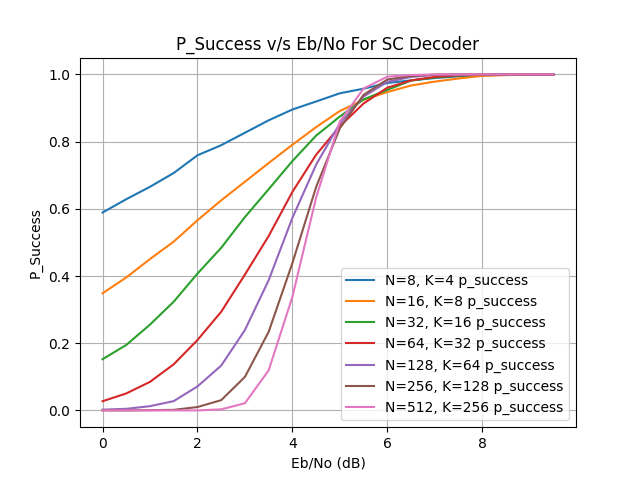 P_Success v/s Eb/No For SC Decoder
1.0
0.8
0.6
0.4
0.2
0.0
P_Success
N=8, K=4 p_success
N=16, K=8 p_success
N=32, K=16 p_success
N=64, K=32 p_success
N=128, K=64 p_success
N=256, K=128 p_success
N=512, K=256 p_success
0 2 4 6 8
Eb/No (dB)